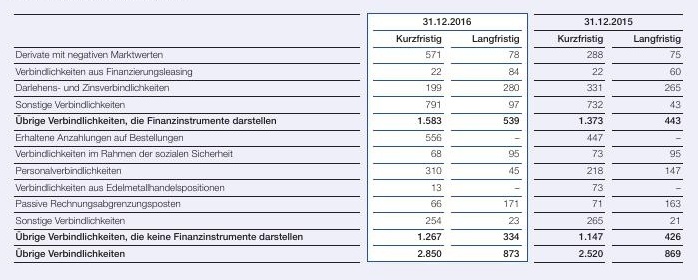 31.12.2016 31.12.2015
Kurzfristig Langfristig Kurzfristig Langfristig
Derivate mit negativen Marktwerten 571 78 288 75
Verbindlichkeiten aus Finanzierungsleasing 22 84 22 60
Darlehens- und Zinsverbindlichkeiten 199 280 331 265
Sonstige Verbindlichkeiten 791 97 732 43
Übrige Verbindlichkeiten, die Finanzinstrumente darstellen 1.583 539 1.373 443
Erhaltene Anzahlungen auf Bestellungen 556 – 447 –
Verbindlichkeiten im Rahmen der sozialen Sicherheit 68 95 73 95
Personalverbindlichkeiten 310 45 218 147
Verbindlichkeiten aus Edelmetallhandelspositionen 13 – 73 –
Passive Rechnungsabgrenzungsposten 66 171 71 163
Sonstige Verbindlichkeiten 254 23 265 21
Übrige Verbindlichkeiten, die keine Finanzinstrumente darstellen 1.267 334 1.147 426
Übrige Verbindlichkeiten 2.850 873 2.520 869